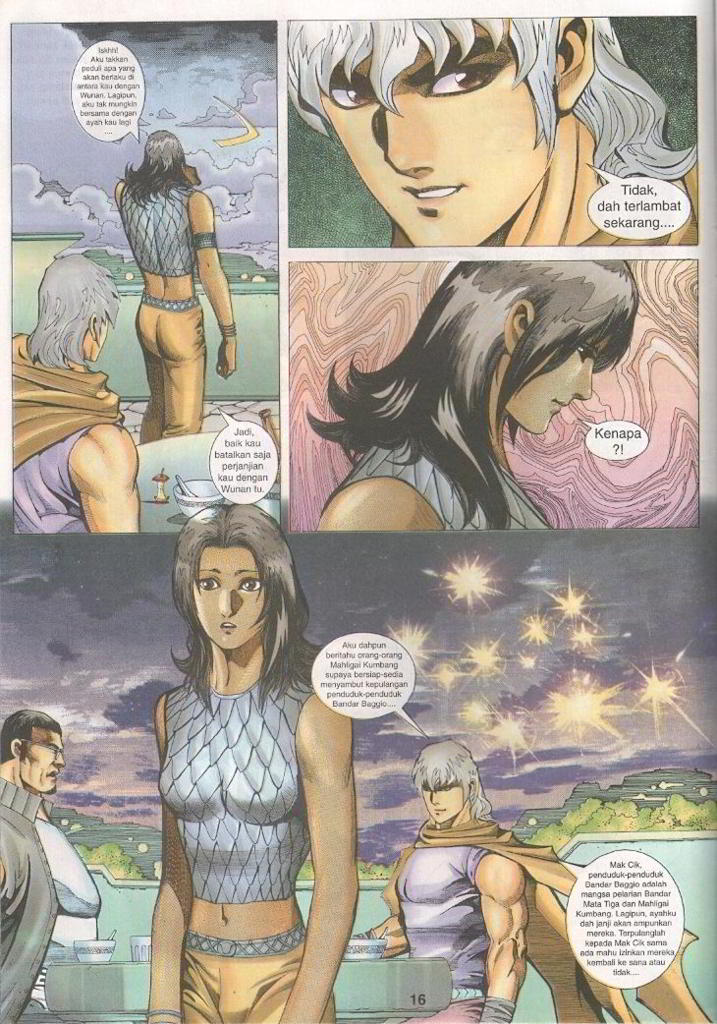 Iskhh!
Aku takkan
peduli apa yang
akan berlaku di
antara kau dengan
Wunan. Lagipun,
aku tak mungkin
bersama dengan
ayah kau lagi
....
Jadi,
baik kau
batalkan saja
perjanjian
kau dengan
Wunan tu.
Tidak,
dah terlambat
sekarang....
Kenapa
?!
Aku dahpun
beritahu orang-orang
Mahligai Kumbang
supaya bersiap-sedia
menyambut kepulangan
penduduk-penduduk
Bandar Baggio....
Mak Cik,
penduduk-penduduk
Bandar Baggio adalah
mangsa pelarian Bandar
Mata Tiga dan Mahligai
Kumbang. Lagipun, ayahku
dah janji akan ampunkan
mereka. Terpulanglah
kepada Mak Cik sama
ada mahu izinkan mereka
kembali ke sana atau
tidak....
16